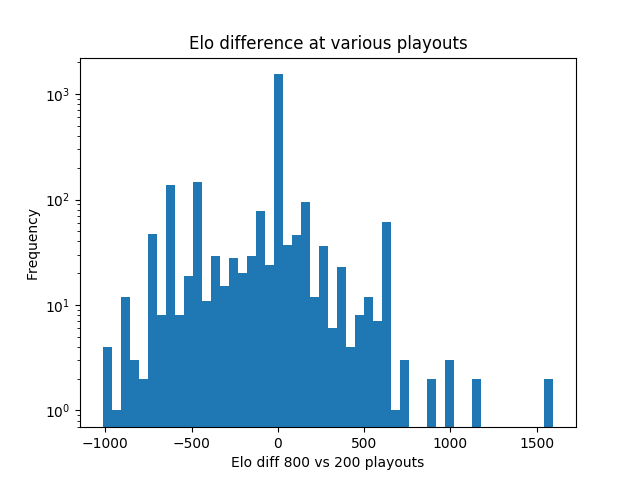 Elo difference at various playouts
Frequency
10³
10²
10¹
10⁰
−1000 −500 0 500 1000 1500
Elo diff 800 vs 200 playouts